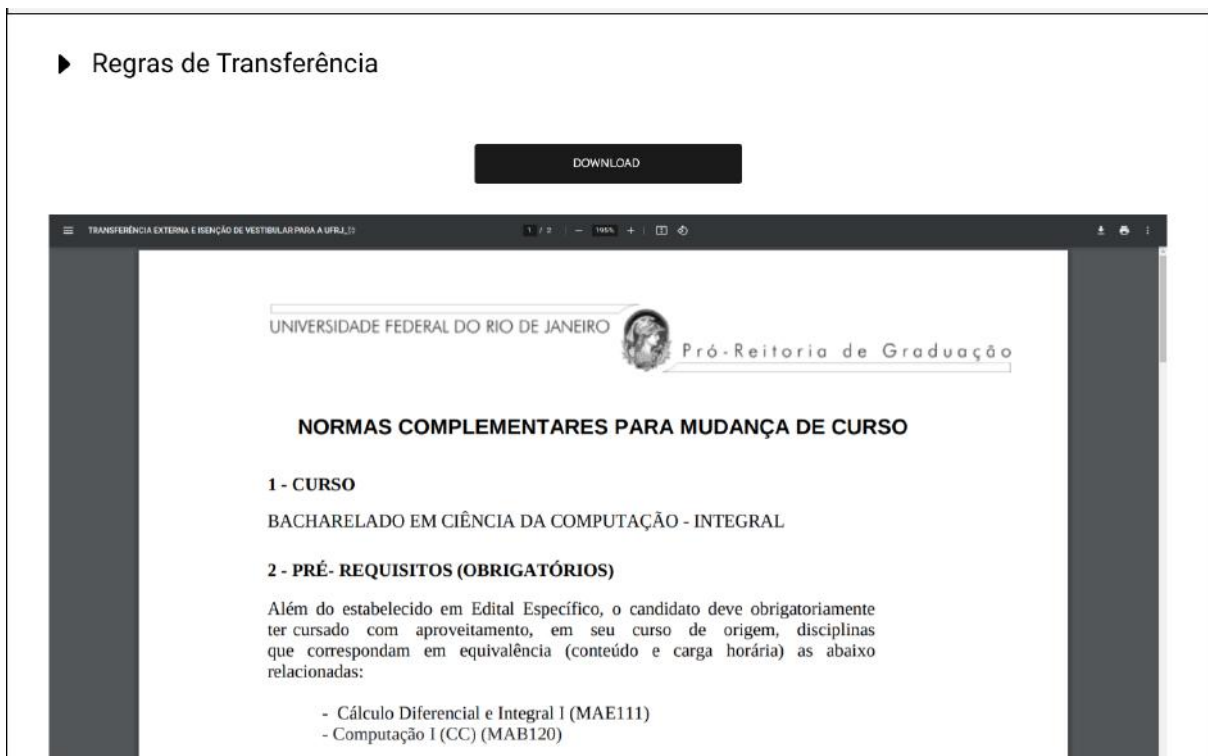 Regras de Transferência
DOWNLOAD
TRANSFERÊNCIA EXTERNA E ISENÇÃO DE VESTIBULAR PARA A UFRJ_
1 / 2 | — 195% +
UNIVERSIDADE FEDERAL DO RIO DE JANEIRO
Pró-Reitoria de Graduação
NORMAS COMPLEMENTARES PARA MUDANÇA DE CURSO
1 - CURSO
BACHARELADO EM CIÊNCIA DA COMPUTAÇÃO - INTEGRAL
2 - PRÉ- REQUISITOS (OBRIGATÓRIOS)
Além do estabelecido em Edital Específico, o candidato deve obrigatoriamente
ter cursado com aproveitamento, em seu curso de origem, disciplinas
que correspondam em equivalência (conteúdo e carga horária) as abaixo
relacionadas:
- Cálculo Diferencial e Integral I (MAE111)
- Computação I (CC) (MAB120)